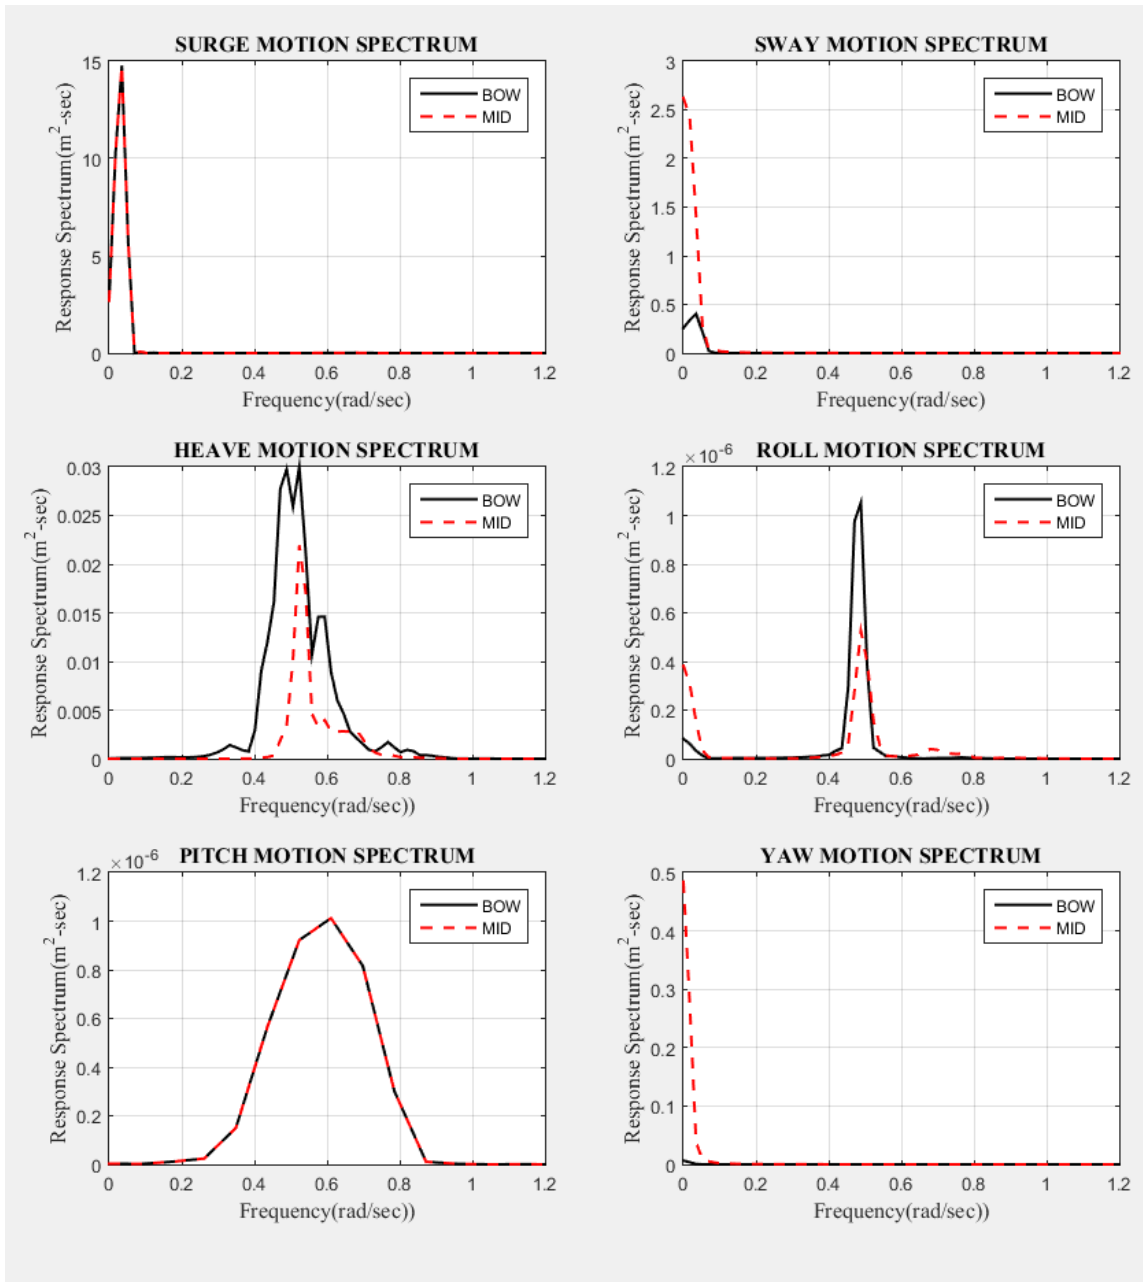 SURGE MOTION SPECTRUM
Response Spectrum(m²-sec)
15
10
5
0
BOW
MID
0 0.2 0.4 0.6 0.8 1 1.2
Frequency(rad/sec)
SWAY MOTION SPECTRUM
Response Spectrum(m²-sec)
3
2.5
2
1.5
1
0.5
0
BOW
MID
0 0.2 0.4 0.6 0.8 1 1.2
Frequency(rad/sec)
HEAVE MOTION SPECTRUM
Response Spectrum(m²-sec)
0.03
0.025
0.02
0.015
0.01
0.005
0
BOW
MID
0 0.2 0.4 0.6 0.8 1 1.2
Frequency(rad/sec))
×10⁻⁶ ROLL MOTION SPECTRUM
Response Spectrum(m²-sec)
1.2
1
0.8
0.6
0.4
0.2
0
BOW
MID
0 0.2 0.4 0.6 0.8 1 1.2
Frequency(rad/sec))
×10⁻⁶ PITCH MOTION SPECTRUM
Response Spectrum(m²-sec)
1.2
1
0.8
0.6
0.4
0.2
0
BOW
MID
0 0.2 0.4 0.6 0.8 1 1.2
Frequency(rad/sec))
YAW MOTION SPECTRUM
Response Spectrum(m²-sec)
0.5
0.4
0.3
0.2
0.1
0
BOW
MID
0 0.2 0.4 0.6 0.8 1 1.2
Frequency(rad/sec))